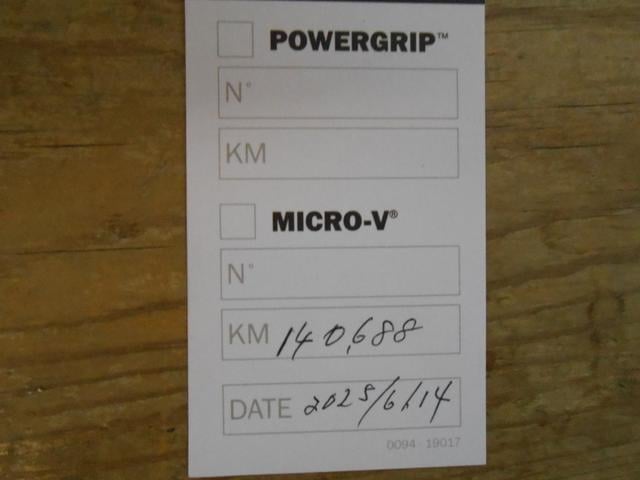 POWERGRIP™
N°
KM
MICRO-V®
N°
KM 140,688
DATE 2025/6/14
0094 - 19017